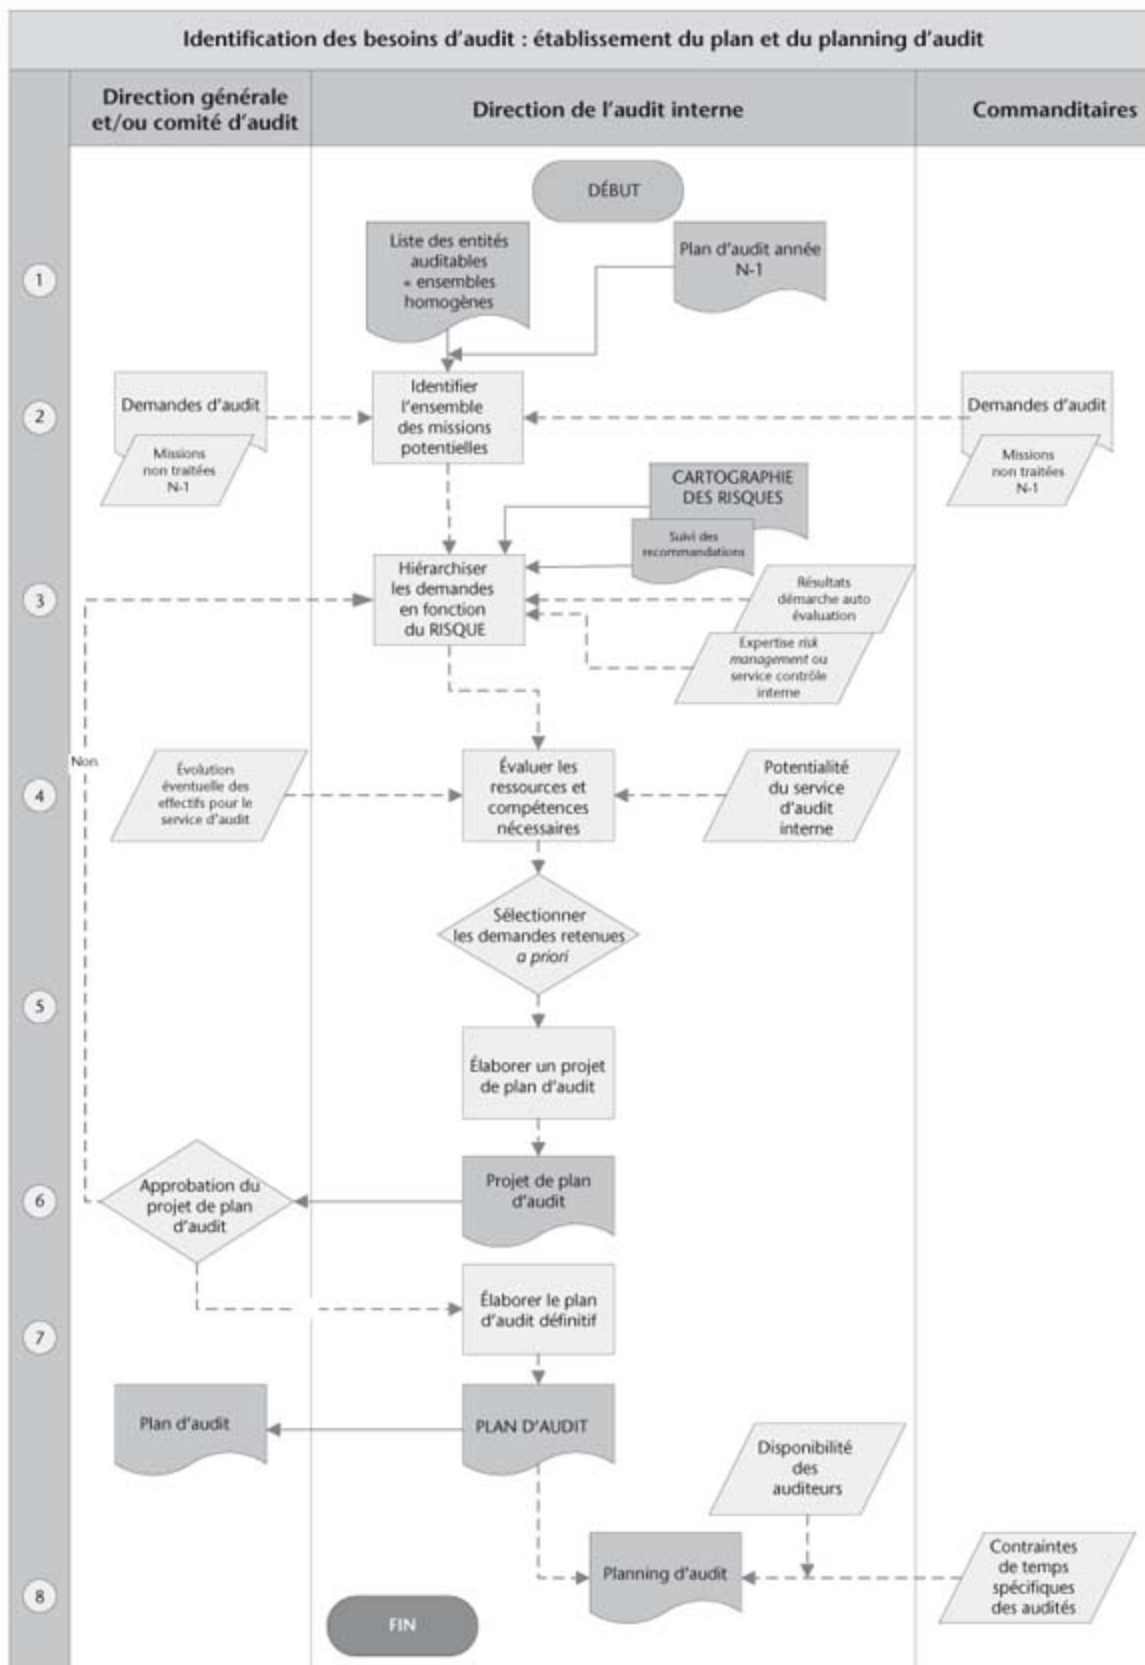 Identification des besoins d'audit : établissement du plan et du planning d'audit
Direction générale
et/ou comité d'audit
Direction de l'audit interne
Commanditaires
DÉBUT
1
Liste des entités
auditables
« ensembles
homogènes
Plan d'audit année
N-1
2
Demandes d'audit
Missions
non traitées
N-1
Identifier
l'ensemble
des missions
potentielles
Demandes d'audit
Missions
non traitées
N-1
CARTOGRAPHIE
DES RISQUES
Suivi des
recommandations
3
Hiérarchiser
les demandes
en fonction
du RISQUE
Résultats
démarche auto
évaluation
Expertise risk
management ou
service contrôle
interne
Non
4
Évolution
éventuelle des
effectifs pour le
service d'audit
Évaluer les
ressources et
compétences
nécessaires
Potentialité
du service
d'audit
interne
Sélectionner
les demandes retenues
a priori
5
Élaborer un projet
de plan d'audit
6
Approbation du
projet de plan
d'audit
Projet de plan
d'audit
7
Élaborer le plan
d'audit définitif
Plan d'audit
PLAN D'AUDIT
Disponibilité
des
auditeurs
8
Planning d'audit
Contraintes
de temps
spécifiques
des audités
FIN